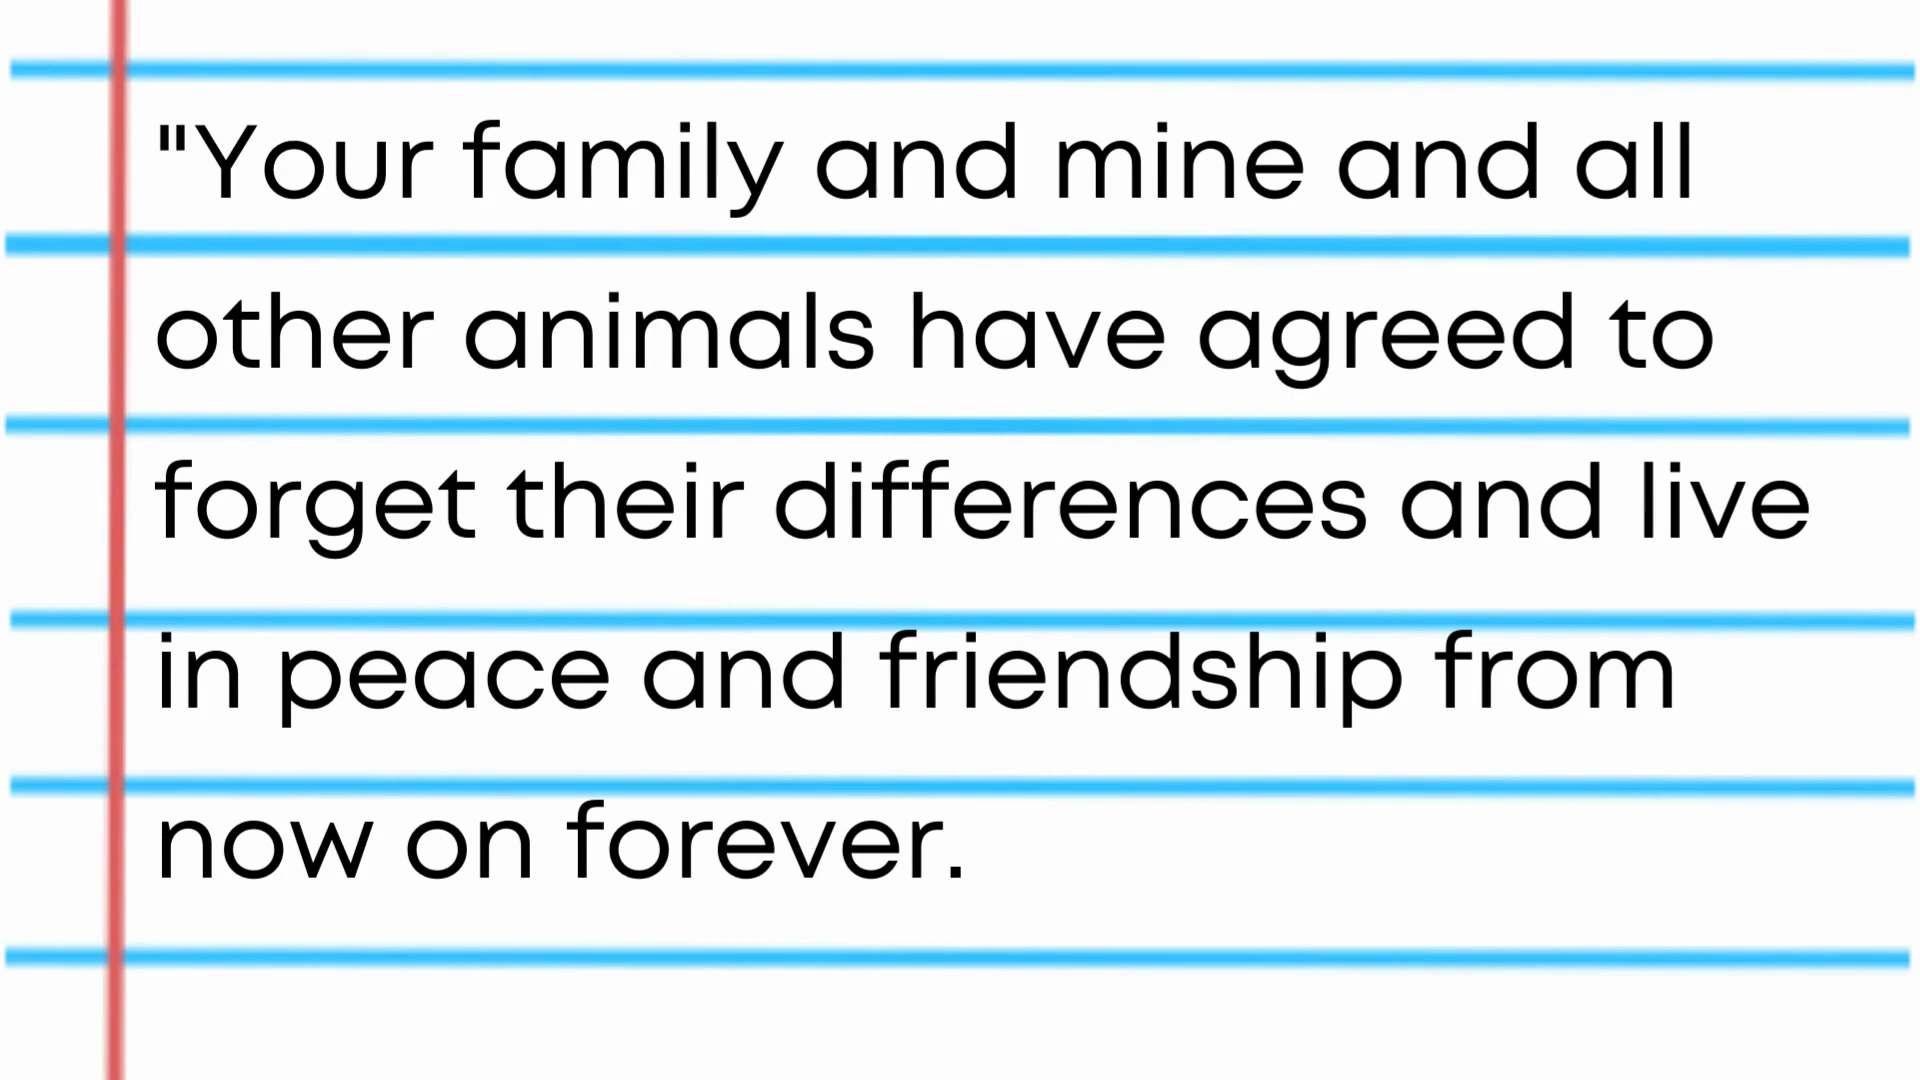 "Your family and mine and all
other animals have agreed to
forget their differences and live
in peace and friendship from
now on forever.